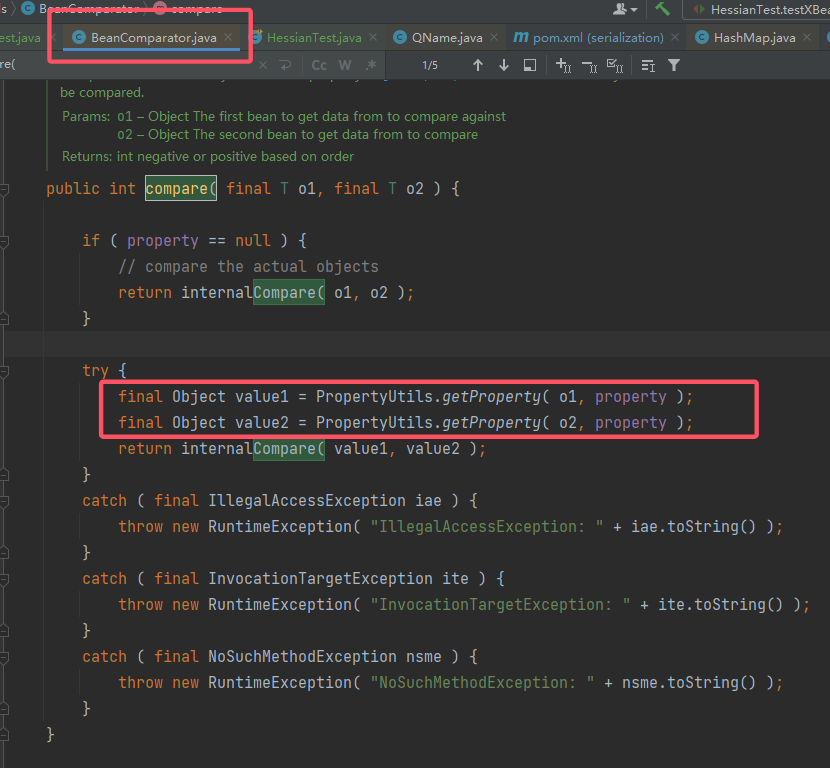 BeanComparator compare HessianTest.testXBea
est.java BeanComparator.java HessianTest.java QName.java pom.xml (serialization) HashMap.java
re( Cc W .* 1/5
be compared.
Params: o1 – Object The first bean to get data from to compare against
o2 – Object The second bean to get data from to compare
Returns: int negative or positive based on order
public int compare( final T o1, final T o2 ) {
if ( property == null ) {
// compare the actual objects
return internalCompare( o1, o2 );
}
try {
final Object value1 = PropertyUtils.getProperty( o1, property );
final Object value2 = PropertyUtils.getProperty( o2, property );
return internalCompare( value1, value2 );
}
catch ( final IllegalAccessException iae ) {
throw new RuntimeException( "IllegalAccessException: " + iae.toString() );
}
catch ( final InvocationTargetException ite ) {
throw new RuntimeException( "InvocationTargetException: " + ite.toString() );
}
catch ( final NoSuchMethodException nsme ) {
throw new RuntimeException( "NoSuchMethodException: " + nsme.toString() );
}
}